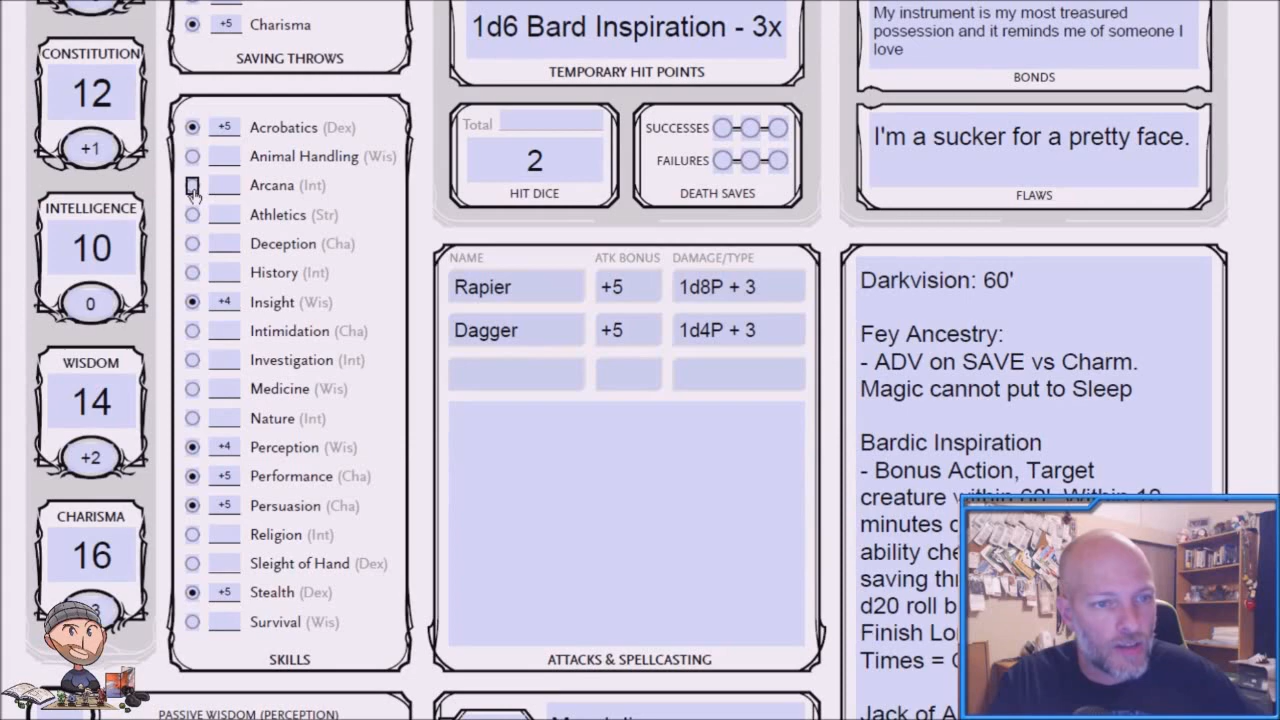 CONSTITUTION
12
+1
INTELLIGENCE
10
0
WISDOM
14
+2
CHARISMA
16
+5 Charisma
SAVING THROWS
+5 Acrobatics (Dex)
Animal Handling (Wis)
Arcana (Int)
Athletics (Str)
Deception (Cha)
History (Int)
+4 Insight (Wis)
Intimidation (Cha)
Investigation (Int)
Medicine (Wis)
Nature (Int)
+4 Perception (Wis)
+5 Performance (Cha)
+5 Persuasion (Cha)
Religion (Int)
Sleight of Hand (Dex)
+5 Stealth (Dex)
Survival (Wis)
SKILLS
PASSIVE WISDOM (PERCEPTION)
1d6 Bard Inspiration - 3x
TEMPORARY HIT POINTS
Total
2
HIT DICE
SUCCESSES
FAILURES
DEATH SAVES
NAME ATK BONUS DAMAGE/TYPE
Rapier +5 1d8P + 3
Dagger +5 1d4P + 3
ATTACKS & SPELLCASTING
My instrument is my most treasured
possession and it reminds me of someone I
love
BONDS
I'm a sucker for a pretty face.
FLAWS
Darkvision: 60'
Fey Ancestry:
- ADV on SAVE vs Charm.
Magic cannot put to Sleep
Bardic Inspiration
- Bonus Action, Target
creature within 60'. Within 10
minutes
ability
saving
d20 roll
Finish
Times =
Jack of